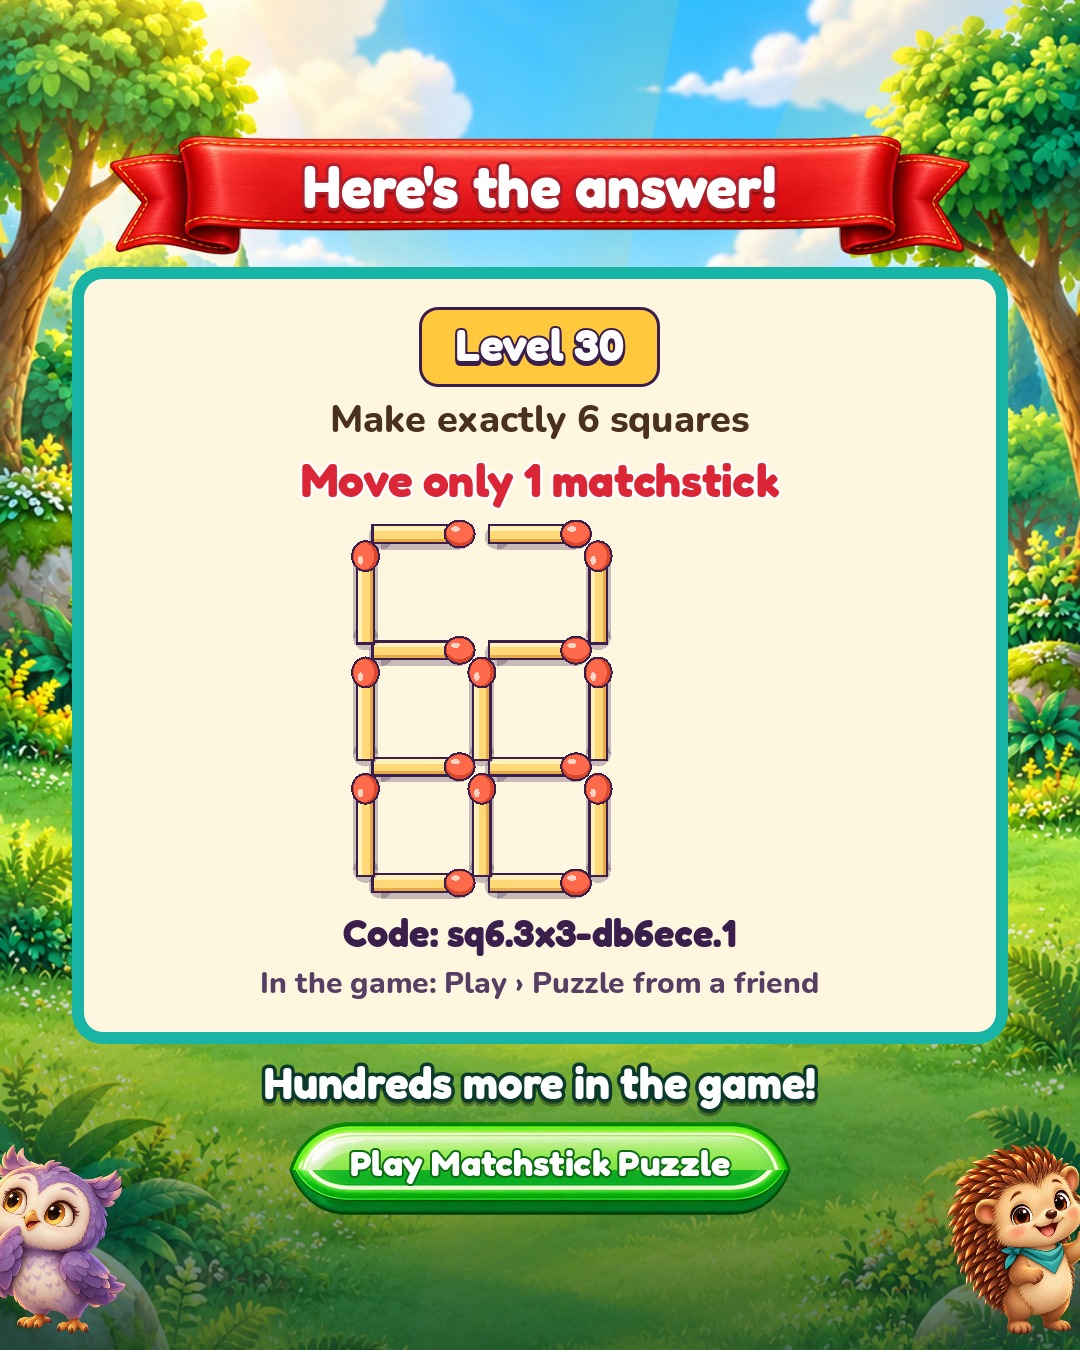 Here's the answer!
Level 30
Make exactly 6 squares
Move only 1 matchstick
Code: sq6.3x3-db6ece.1
In the game: Play › Puzzle from a friend
Hundreds more in the game!
Play Matchstick Puzzle